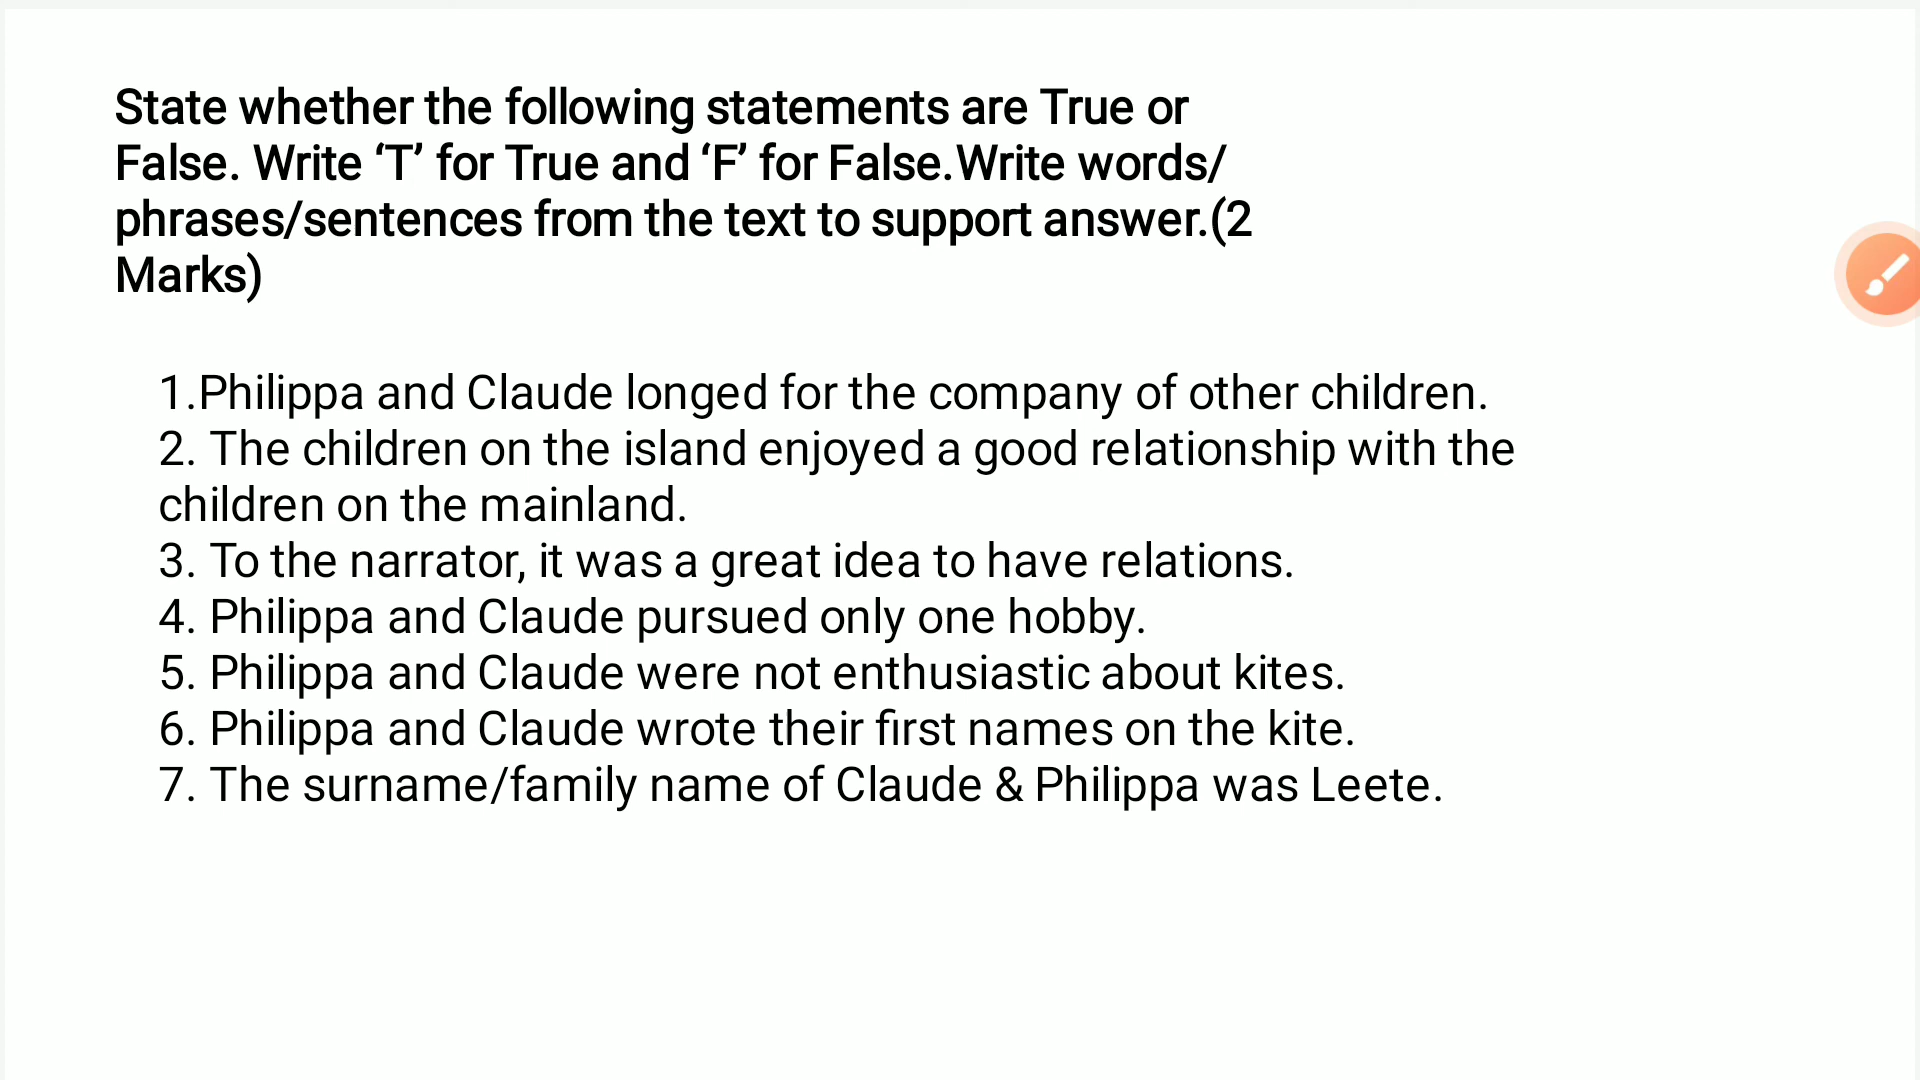 State whether the following statements are True or
False. Write ‘T’ for True and ‘F’ for False.Write words/
phrases/sentences from the text to support answer.(2
Marks)
1.Philippa and Claude longed for the company of other children.
2. The children on the island enjoyed a good relationship with the
children on the mainland.
3. To the narrator, it was a great idea to have relations.
4. Philippa and Claude pursued only one hobby.
5. Philippa and Claude were not enthusiastic about kites.
6. Philippa and Claude wrote their first names on the kite.
7. The surname/family name of Claude & Philippa was Leete.